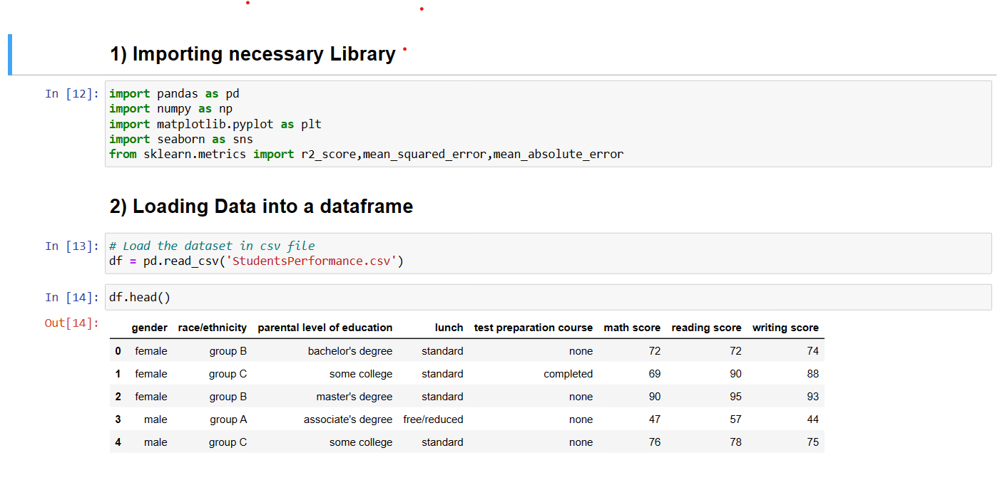 1) Importing necessary Library
In [12]: import pandas as pd
import numpy as np
import matplotlib.pyplot as plt
import seaborn as sns
from sklearn.metrics import r2_score,mean_squared_error,mean_absolute_error
2) Loading Data into a dataframe
In [13]: # Load the dataset in csv file
df = pd.read_csv('StudentsPerformance.csv')
In [14]: df.head()
Out[14]:
gender race/ethnicity parental level of education lunch test preparation course math score reading score writing score
0 female group B bachelor's degree standard none 72 72 74
1 female group C some college standard completed 69 90 88
2 female group B master's degree standard none 90 95 93
3 male group A associate's degree free/reduced none 47 57 44
4 male group C some college standard none 76 78 75